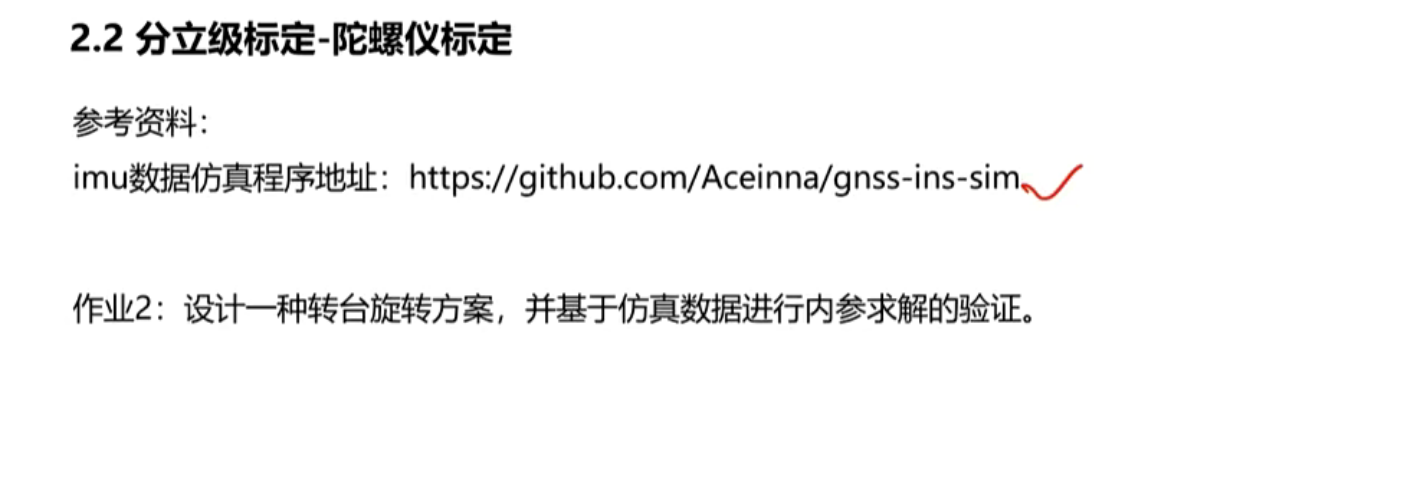 2.2 分立级标定-陀螺仪标定
参考资料：
imu数据仿真程序地址：https://github.com/Aceinna/gnss-ins-sim
作业2：设计一种转台旋转方案，并基于仿真数据进行内参求解的验证。